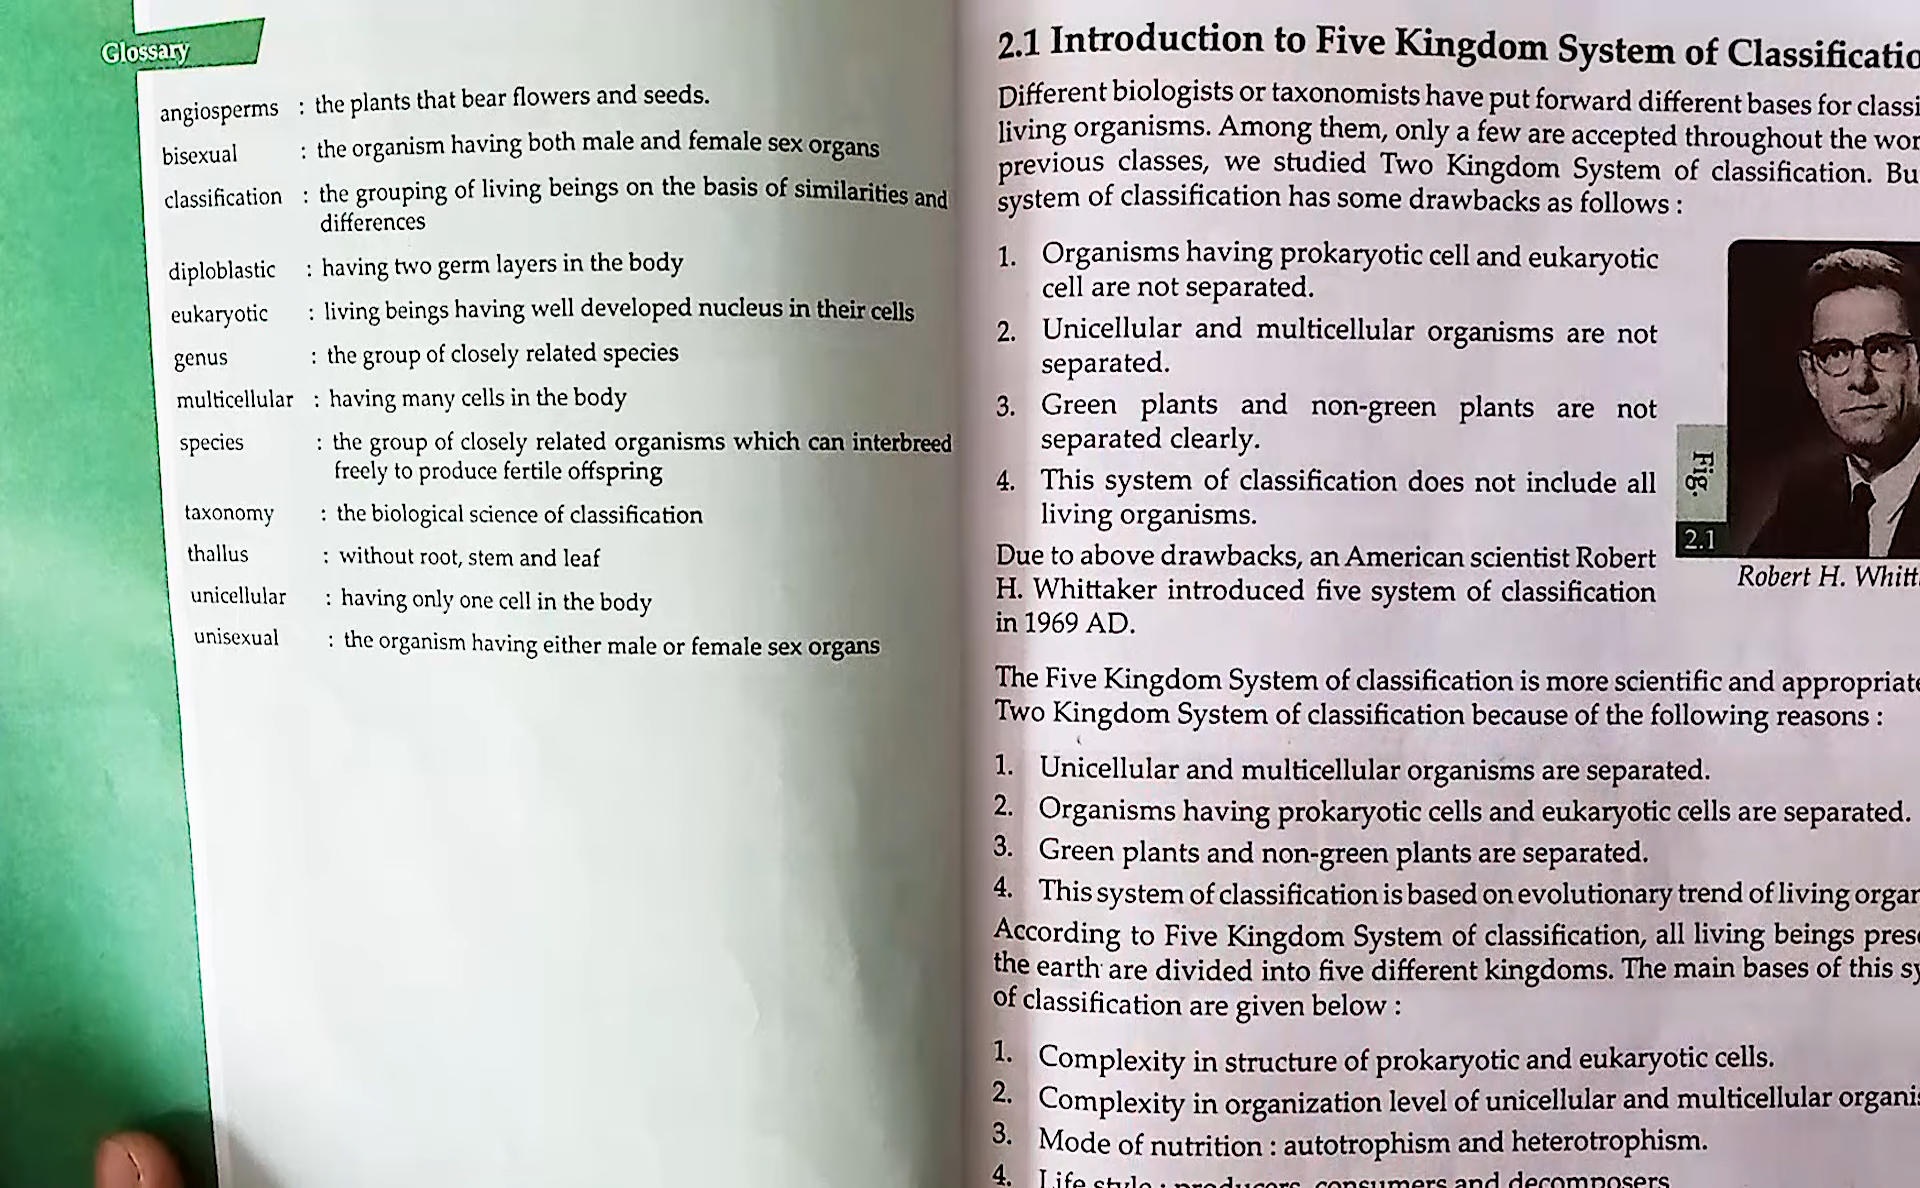 Glossary
angiosperms : the plants that bear flowers and seeds.
bisexual : the organism having both male and female sex organs
classification : the grouping of living beings on the basis of similarities and
differences
diploblastic : having two germ layers in the body
eukaryotic : living beings having well developed nucleus in their cells
genus : the group of closely related species
multicellular : having many cells in the body
species : the group of closely related organisms which can interbreed
freely to produce fertile offspring
taxonomy : the biological science of classification
thallus : without root, stem and leaf
unicellular : having only one cell in the body
unisexual : the organism having either male or female sex organs
2.1 Introduction to Five Kingdom System of
Different biologists or taxonomists have put forward different bases for
living organisms. Among them, only a few are accepted throughout the
previous classes, we studied Two Kingdom System of classification.
system of classification has some drawbacks as follows :
1. Organisms having prokaryotic cell and eukaryotic
cell are not separated.
2. Unicellular and multicellular organisms are not
separated.
3. Green plants and non-green plants are not
separated clearly.
4. This system of classification does not include all
living organisms.
Fig.
2.1
Robert H.
Due to above drawbacks, an American scientist Robert
H. Whittaker introduced five system of classification
in 1969 AD.
The Five Kingdom System of classification is more scientific and
Two Kingdom System of classification because of the following reasons :
1. Unicellular and multicellular organisms are separated.
2. Organisms having prokaryotic cells and eukaryotic cells are separated.
3. Green plants and non-green plants are separated.
4. This system of classification is based on evolutionary trend of living
According to Five Kingdom System of classification, all living beings
the earth are divided into five different kingdoms. The main bases of this
of classification are given below :
1. Complexity in structure of prokaryotic and eukaryotic cells.
2. Complexity in organization level of unicellular and multicellular
3. Mode of nutrition : autotrophism and heterotrophism.
4. Life style : producers, consumers and decomposers